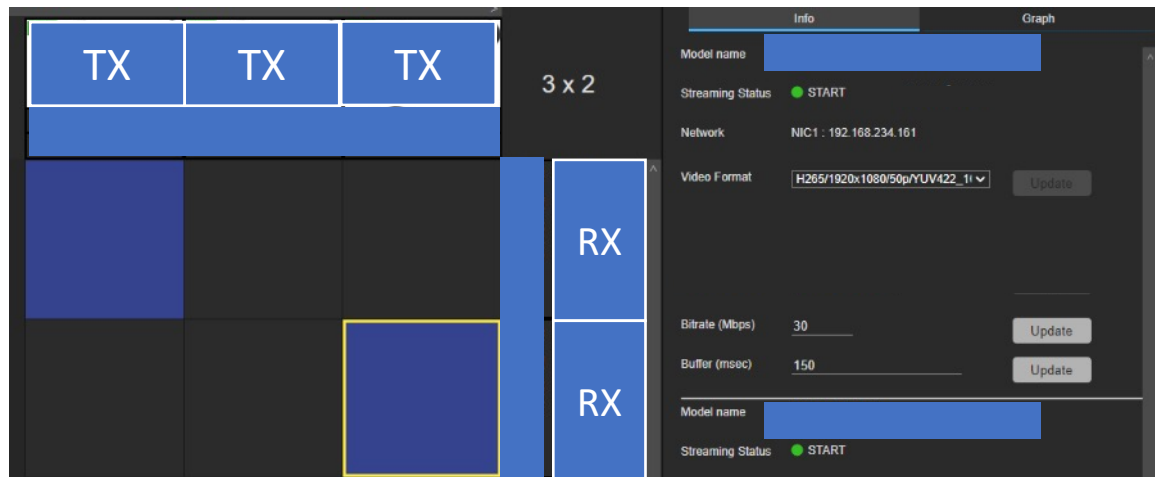 TX TX TX
3 x 2
RX
RX
Info Graph
Model name
Streaming Status START
Network NIC1 : 192.168.234.161
Video Format H265/1920x1080/50p/YUV422_1 Update
Bitrate (Mbps) 30 Update
Buffer (msec) 150 Update
Model name
Streaming Status START